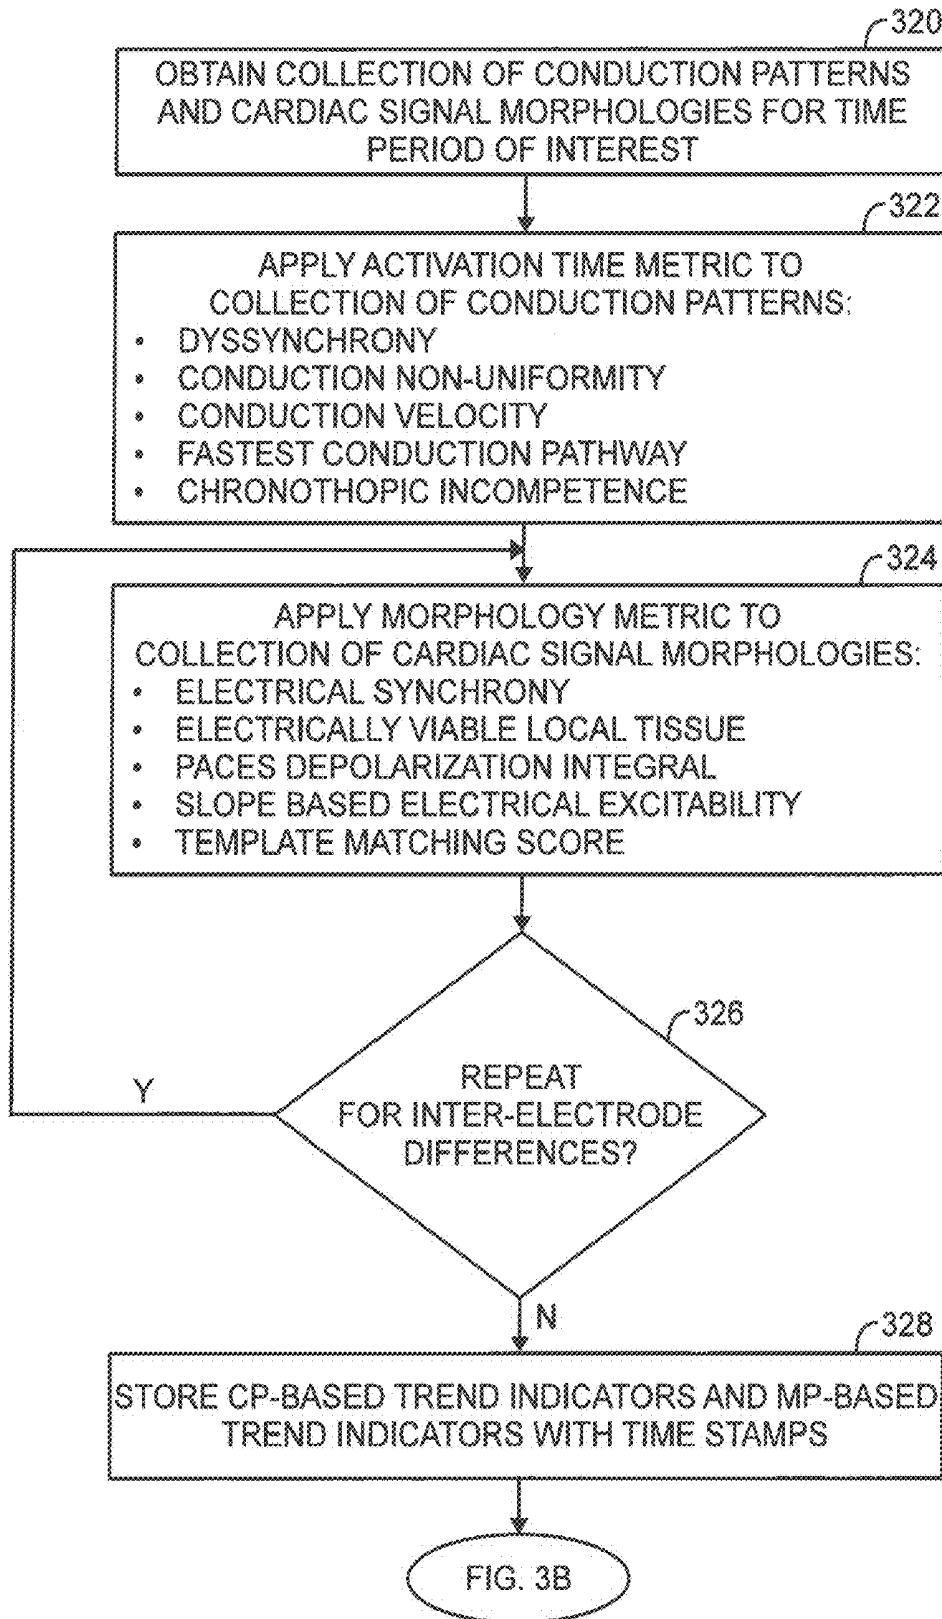 320
OBTAIN COLLECTION OF CONDUCTION PATTERNS
AND CARDIAC SIGNAL MORPHOLOGIES FOR TIME
PERIOD OF INTEREST
322
APPLY ACTIVATION TIME METRIC TO
COLLECTION OF CONDUCTION PATTERNS:
• DYSSYNCHRONY
• CONDUCTION NON-UNIFORMITY
• CONDUCTION VELOCITY
• FASTEST CONDUCTION PATHWAY
• CHRONOTHOPIC INCOMPETENCE
324
APPLY MORPHOLOGY METRIC TO
COLLECTION OF CARDIAC SIGNAL MORPHOLOGIES:
• ELECTRICAL SYNCHRONY
• ELECTRICALLY VIABLE LOCAL TISSUE
• PACES DEPOLARIZATION INTEGRAL
• SLOPE BASED ELECTRICAL EXCITABILITY
• TEMPLATE MATCHING SCORE
326
REPEAT
FOR INTER-ELECTRODE
DIFFERENCES?
Y
N
328
STORE CP-BASED TREND INDICATORS AND MP-BASED
TREND INDICATORS WITH TIME STAMPS
FIG. 3B